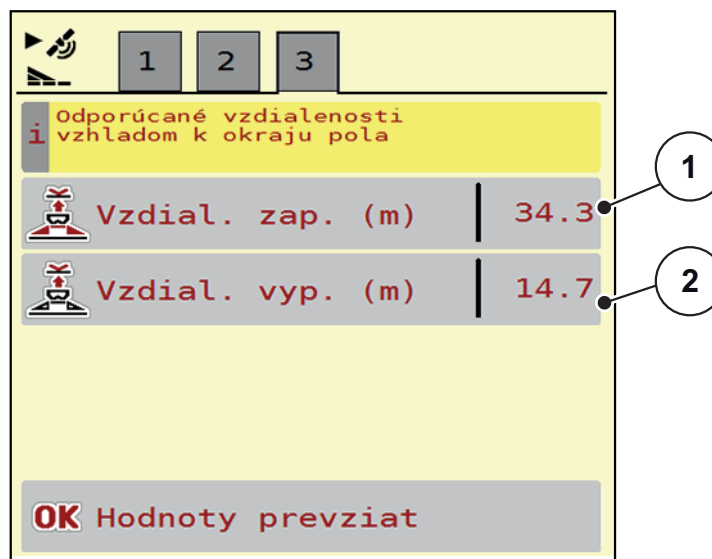 1 2 3
i Odporúčané vzdialenosti
vzhladom k okraju pola
Vzdial. zap. (m) 34.3
1
Vzdial. vyp. (m) 14.7
2
OK Hodnoty prevziat